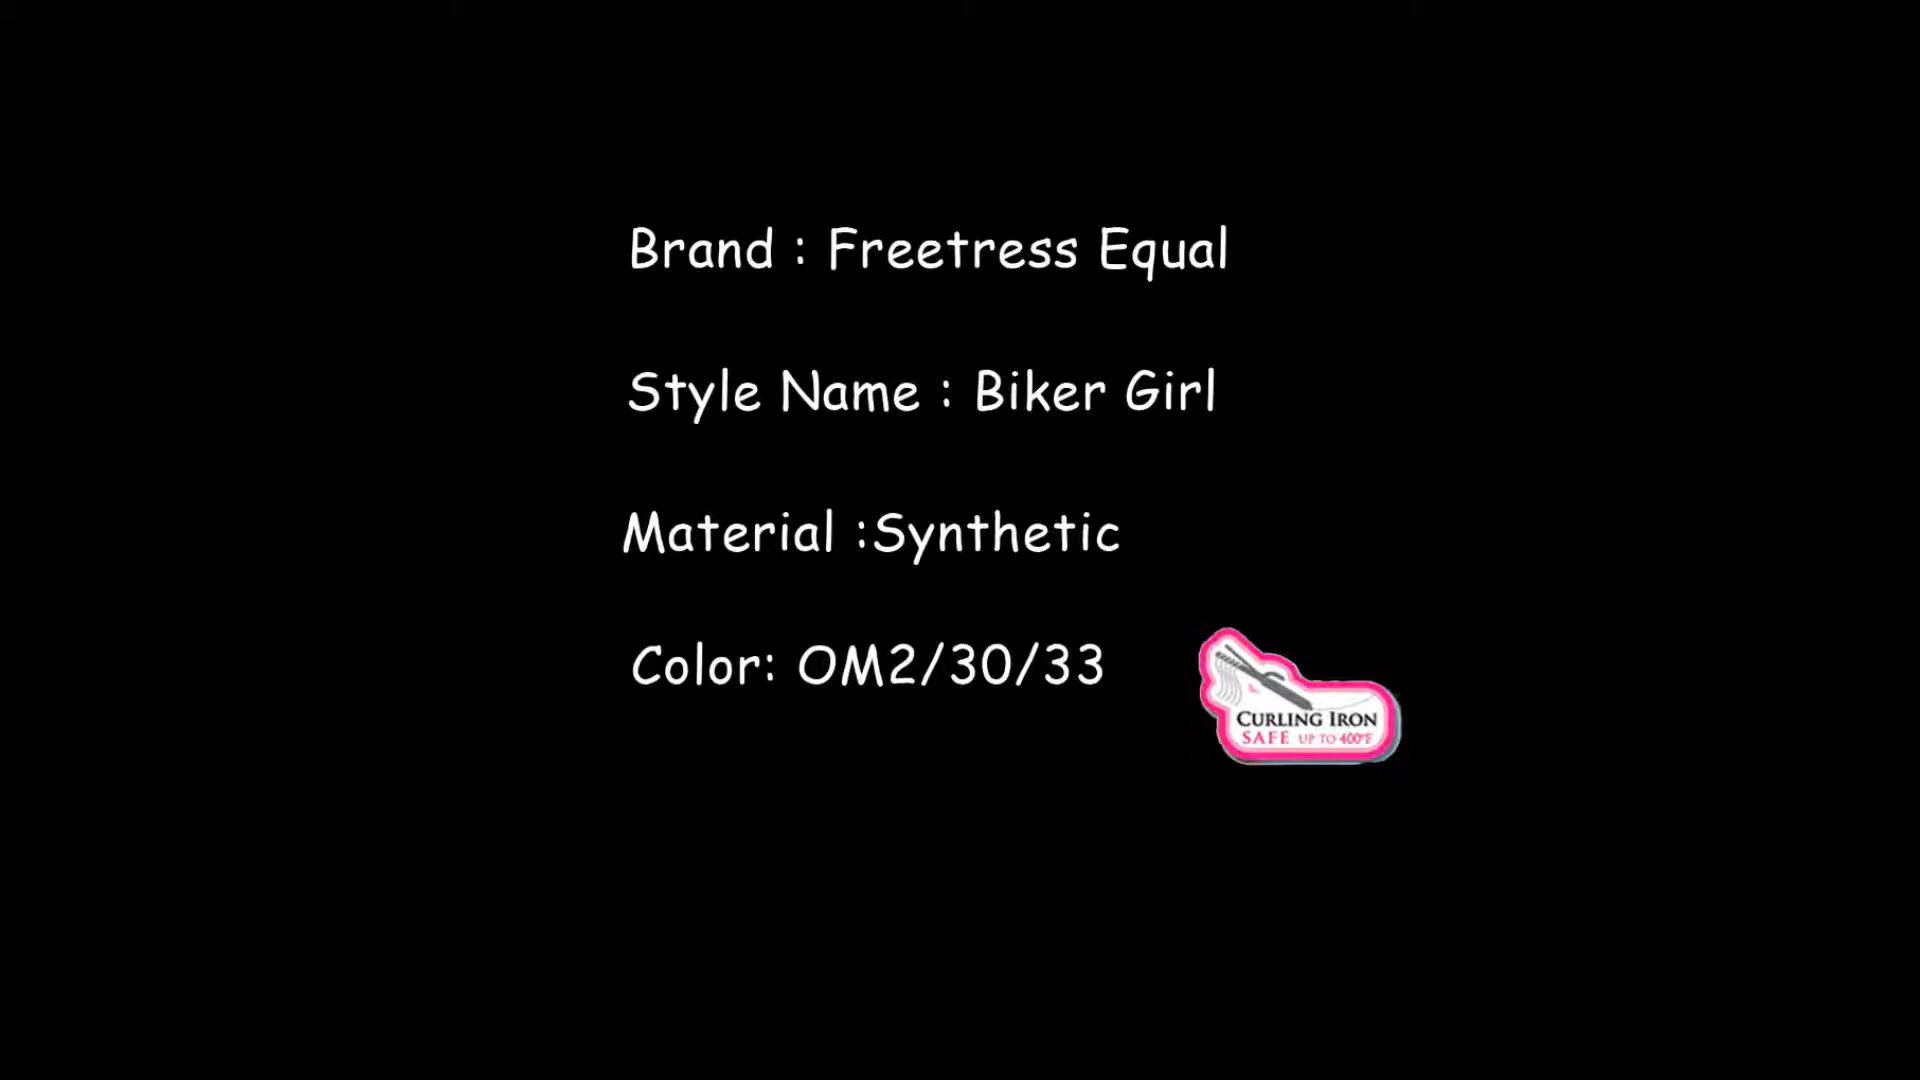 Brand : Freetress Equal
Style Name : Biker Girl
Material :Synthetic
Color: OM2/30/33
CURLING IRON
SAFE UP TO 400°F